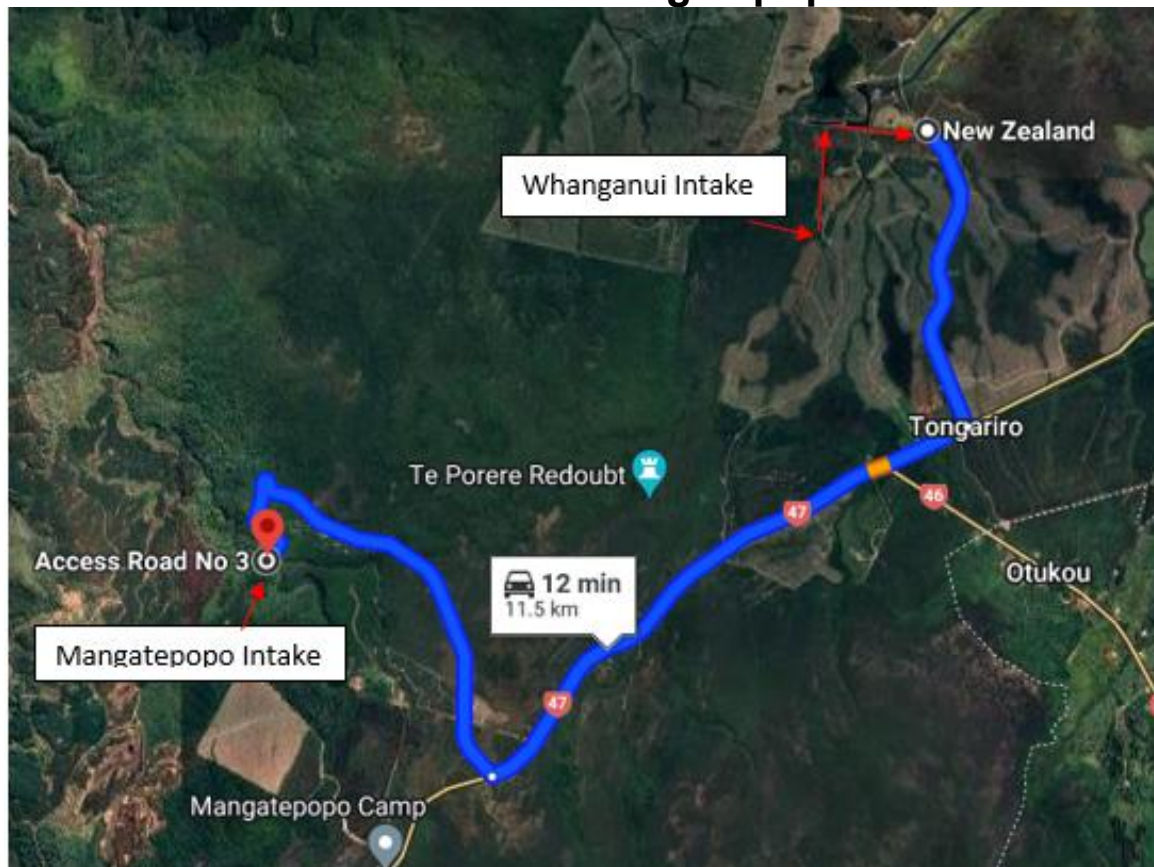 New Zealand
Whanganui Intake
Tongariro
Te Porere Redoubt
46
47
Access Road No 3
12 min
11.5 km
Otukou
Mangatepopo Intake
47
Mangatepopo Camp